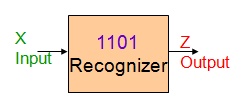 X
Input
1101
Recognizer
Z
Output